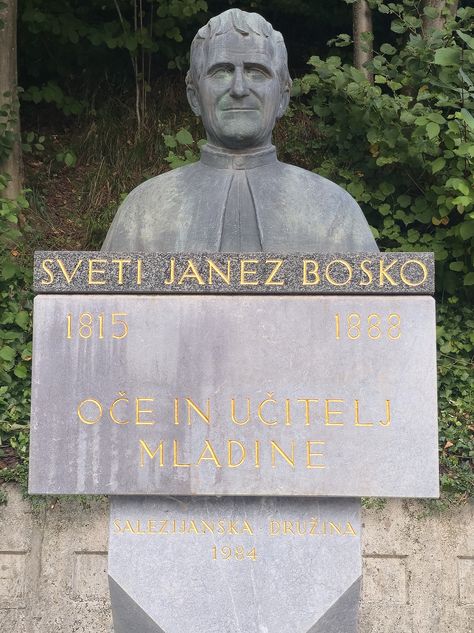 SVETI JANEZ BOSKO
1815 1888
OČE IN UČITELJ
MLADINE
SALEZIJANSKA DRUŽINA
1984